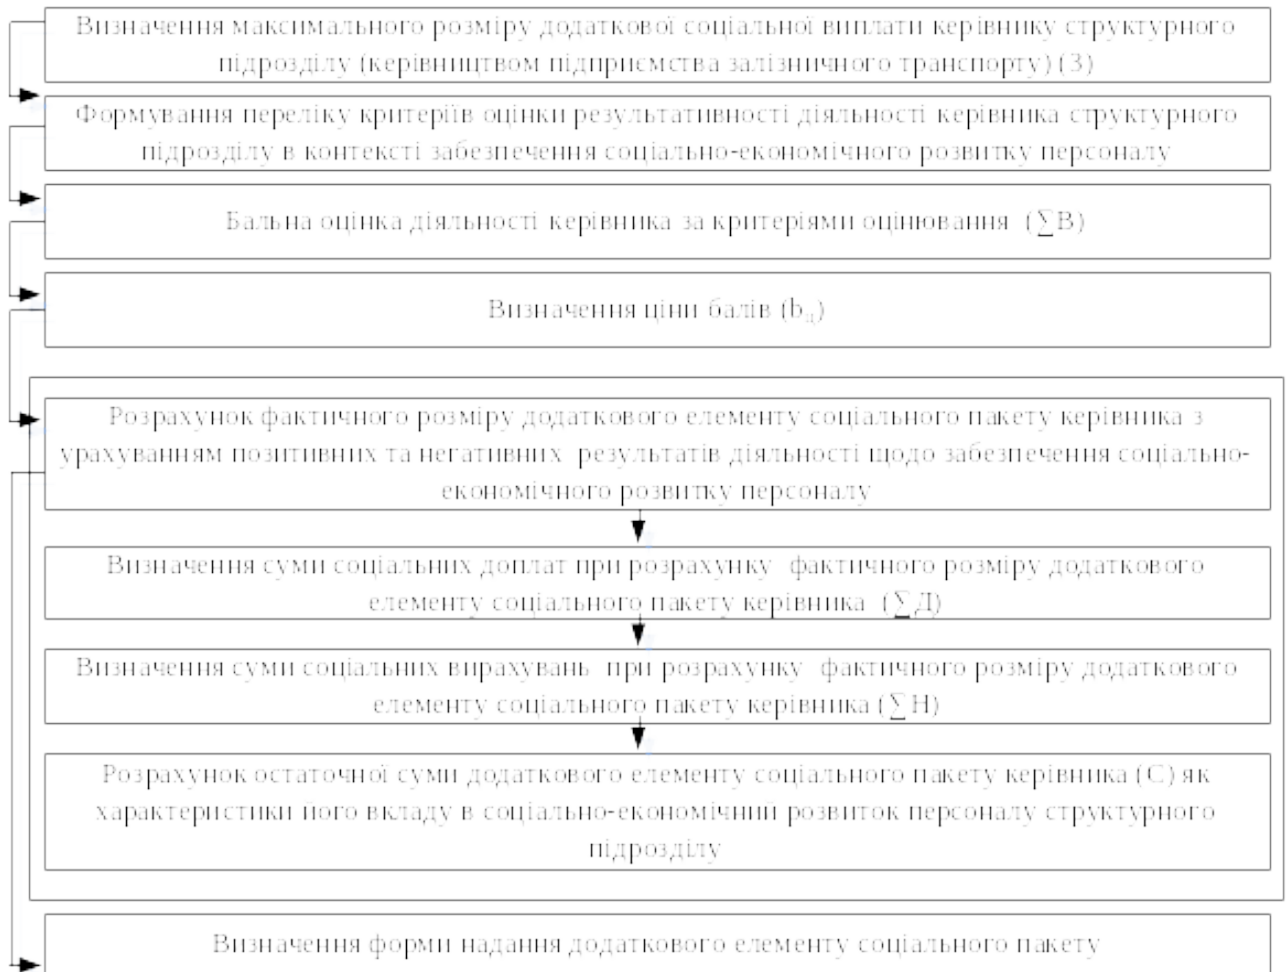 Визначення максимального розміру додаткової соціальної виплати керівнику структурного
підрозділу (керівництвом підприємства залізничного транспорту) (З)
Формування переліку критеріїв оцінки результативності діяльності керівника структурного
підрозділу в контексті забезпечення соціально-економічного розвитку персоналу
Бальна оцінка діяльності керівника за критеріями оцінювання (∑В)
Визначення ціни балів (bц)
Розрахунок фактичного розміру додаткового елементу соціального пакету керівника з
урахуванням позитивних та негативних результатів діяльності щодо забезпечення соціально-
економічного розвитку персоналу
Визначення суми соціальних доплат при розрахунку фактичного розміру додаткового
елементу соціального пакету керівника (∑Д)
Визначення суми соціальних вирахувань при розрахунку фактичного розміру додаткового
елементу соціального пакету керівника (∑Н)
Розрахунок остаточної суми додаткового елементу соціального пакету керівника (С) як
характеристики його вкладу в соціально-економічний розвиток персоналу структурного
підрозділу
Визначення форми надання додаткового елементу соціального пакету